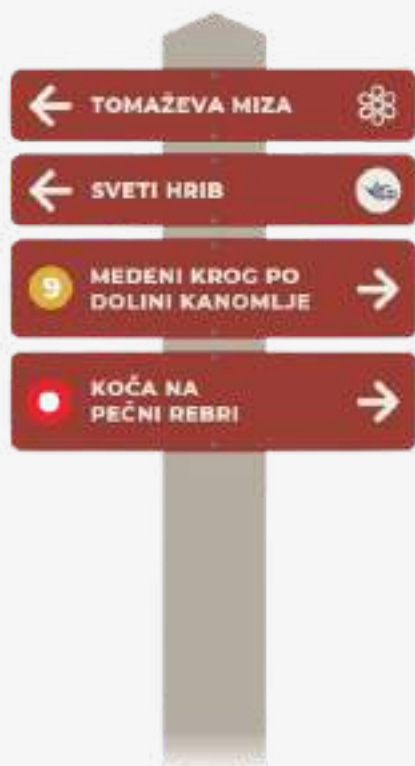 TOMAŽEVA MIZA
SVETI HRIB
9 MEDENI KROG PO
DOLINI KANOMLJE
KOČA NA
PEČNI REBRI